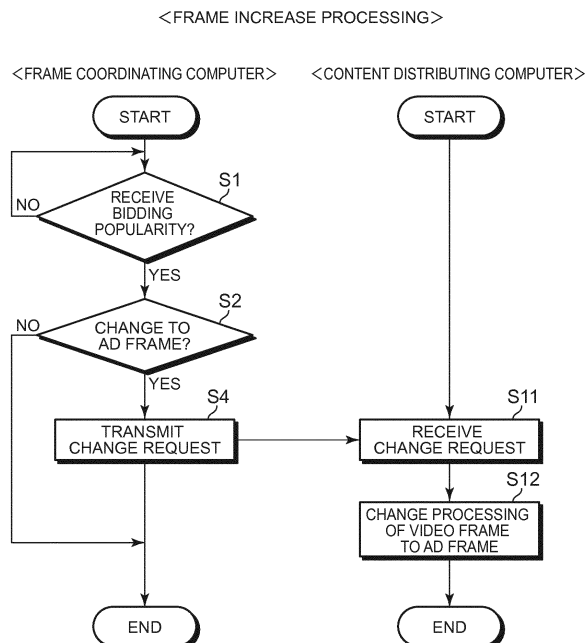 <FRAME INCREASE PROCESSING>
<FRAME COORDINATING COMPUTER>
<CONTENT DISTRIBUTING COMPUTER>
START
START
S1
RECEIVE
BIDDING
POPULARITY?
NO
YES
S2
CHANGE TO
AD FRAME?
NO
YES
S4
TRANSMIT
CHANGE REQUEST
S11
RECEIVE
CHANGE REQUEST
S12
CHANGE PROCESSING
OF VIDEO FRAME
TO AD FRAME
END
END